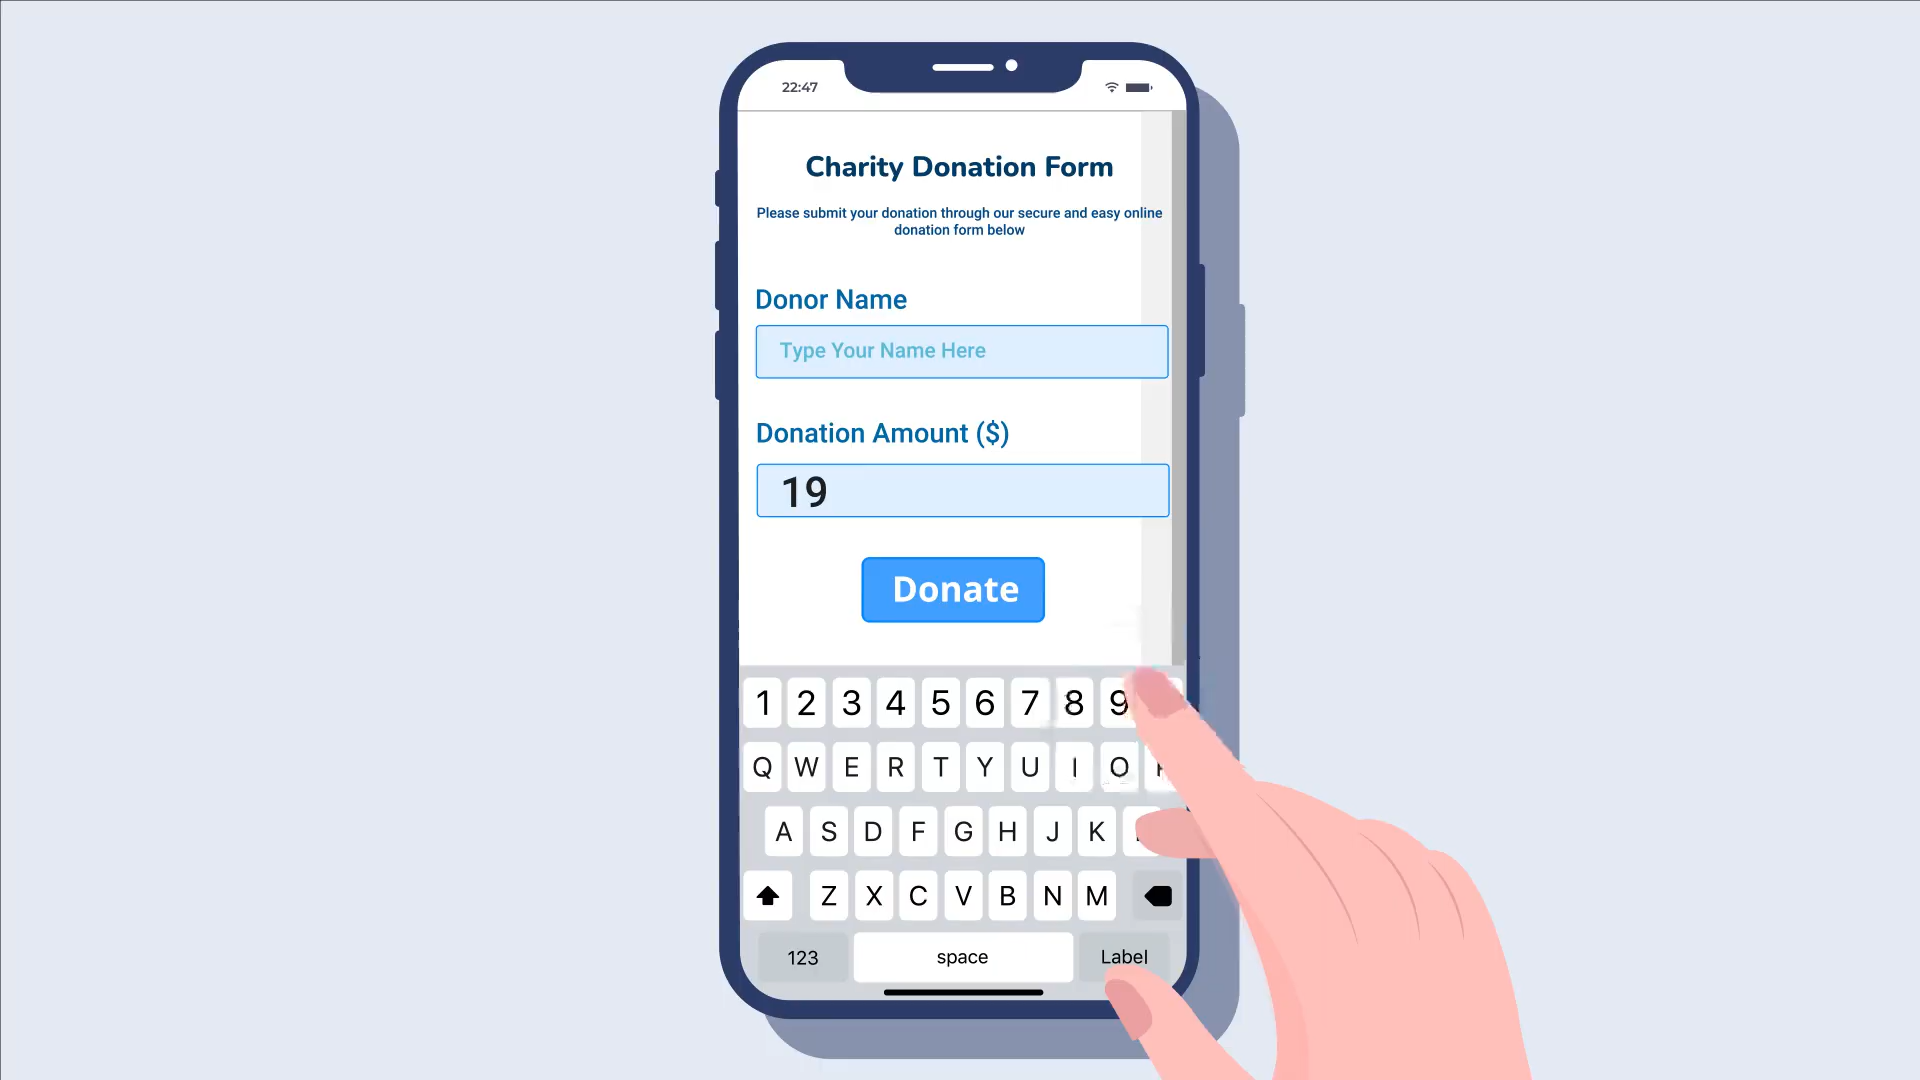 22:47
Charity Donation Form
Please submit your donation through our secure and easy online
donation form below
Donor Name
Type Your Name Here
Donation Amount ($)
19
Donate
1 2 3 4 5 6 7 8 9
Q W E R T Y U I O
A S D F G H J K
Z X C V B N M
123 space Label